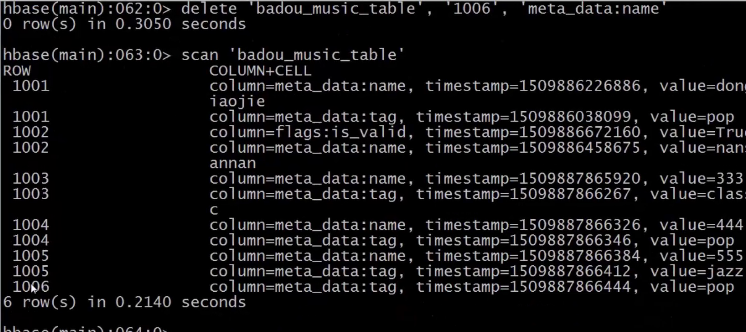 hbase(main):062:0> delete 'badou_music_table', '1006', 'meta_data:name'
0 row(s) in 0.3050 seconds
hbase(main):063:0> scan 'badou_music_table'
ROW COLUMN+CELL
1001 column=meta_data:name, timestamp=1509886226886, value=dong
iaojie
1001 column=meta_data:tag, timestamp=1509886038099, value=pop
1002 column=flags:is_valid, timestamp=1509886672160, value=True
1002 column=meta_data:name, timestamp=1509886458675, value=nans
annan
1003 column=meta_data:name, timestamp=1509887865920, value=333
1003 column=meta_data:tag, timestamp=1509887866267, value=clas
c
1004 column=meta_data:name, timestamp=1509887866326, value=444
1004 column=meta_data:tag, timestamp=1509887866346, value=pop
1005 column=meta_data:name, timestamp=1509887866384, value=555
1005 column=meta_data:tag, timestamp=1509887866412, value=jazz
1006 column=meta_data:tag, timestamp=1509887866444, value=pop
6 row(s) in 0.2140 seconds
hbase(main):064:0>